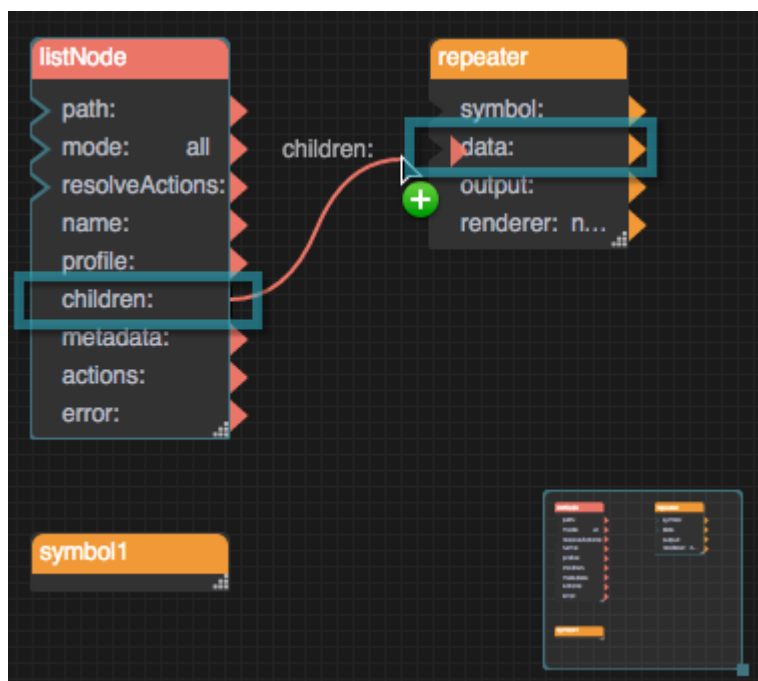 listNode
path:
mode: all
resolveActions:
name:
profile:
children:
metadata:
actions:
error:
children:
repeater
symbol:
data:
output:
renderer: n...
symbol1